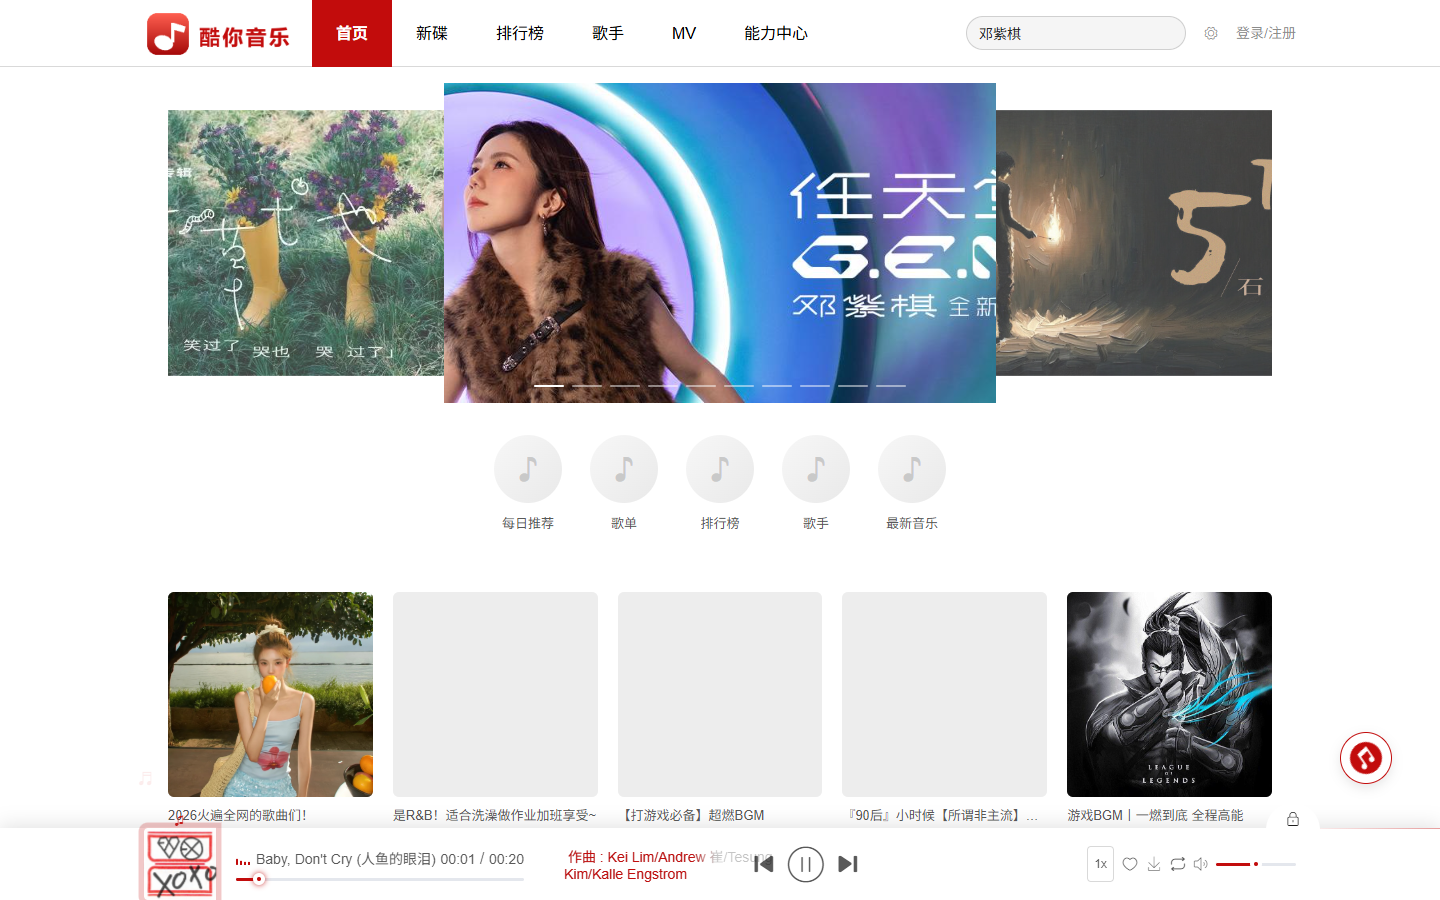 酷你音乐
首页
新碟
排行榜
歌手
MV
能力中心
邓紫棋
登录/注册
专辑
笑过了 哭也 哭 过了」
任天
G.E.
邓紫棋 全新
5
石
每日推荐
歌单
排行榜
歌手
最新音乐
LEAGUE
OF
LEGENDS
2026火遍全网的歌曲们！
是R&B！适合洗澡做作业加班享受~
【打游戏必备】超燃BGM
『90后』小时候【所谓非主流】...
游戏BGM丨一燃到底 全程高能
XOXO
Baby, Don't Cry (人鱼的眼泪) 00:01 / 00:20
作曲 : Kei Lim/Andrew 崔/Tesung
Kim/Kalle Engstrom
1x